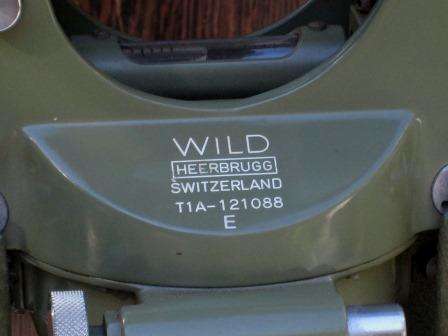 WILD
HEERBRUGG
SWITZERLAND
T1A-121088
E